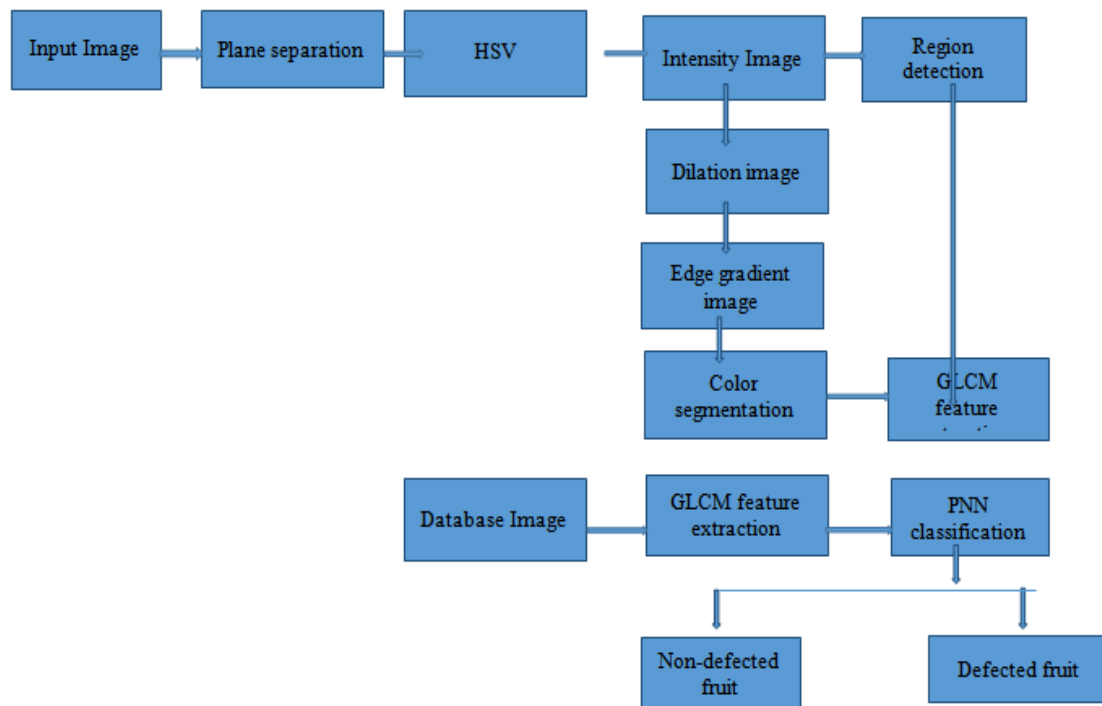 Input Image
Plane separation
HSV
Intensity Image
Region
detection
Dilation image
Edge gradient
image
Color
segmentation
GLCM
feature
Database Image
GLCM feature
extraction
PNN
classification
Non-defected
fruit
Defected fruit